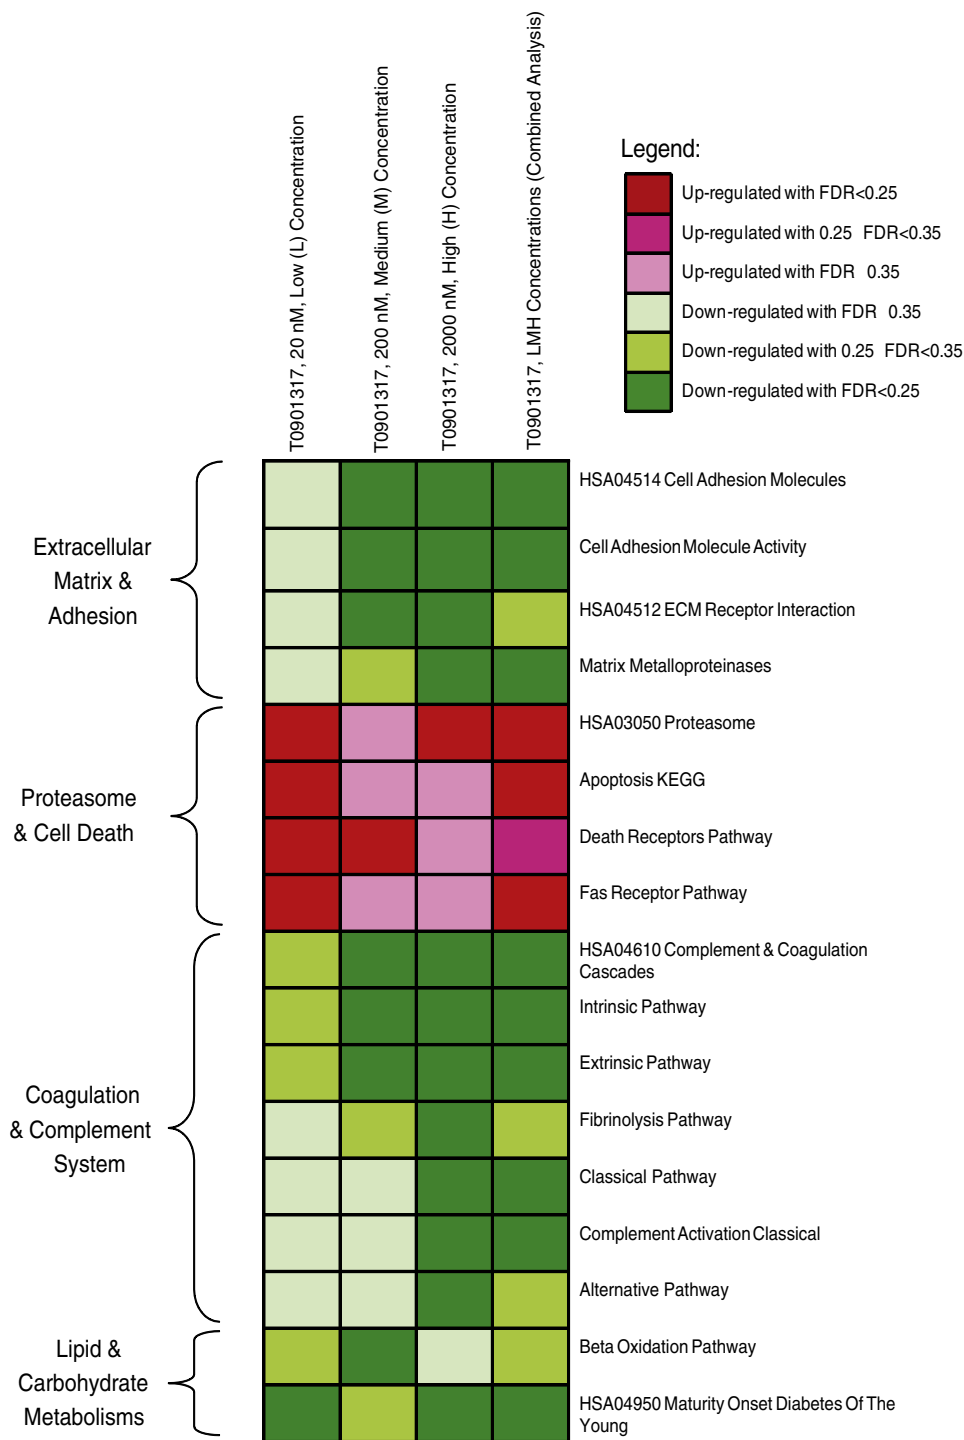 T0901317, 20 nM, Low (L) Concentration
T0901317, 200 nM, Medium (M) Concentration
T0901317, 2000 nM, High (H) Concentration
T0901317, LMH Concentrations (Combined Analysis)
Legend:
Up-regulated with FDR<0.25
Up-regulated with 0.25 FDR<0.35
Up-regulated with FDR 0.35
Down-regulated with FDR 0.35
Down-regulated with 0.25 FDR<0.35
Down-regulated with FDR<0.25
Extracellular
Matrix &
Adhesion
HSA04514 Cell Adhesion Molecules
Cell Adhesion Molecule Activity
HSA04512 ECM Receptor Interaction
Matrix Metalloproteinases
Proteasome
& Cell Death
HSA03050 Proteasome
Apoptosis KEGG
Death Receptors Pathway
Fas Receptor Pathway
Coagulation
& Complement
System
HSA04610 Complement & Coagulation
Cascades
Intrinsic Pathway
Extrinsic Pathway
Fibrinolysis Pathway
Classical Pathway
Complement Activation Classical
Alternative Pathway
Lipid &
Carbohydrate
Metabolisms
Beta Oxidation Pathway
HSA04950 Maturity Onset Diabetes Of The
Young